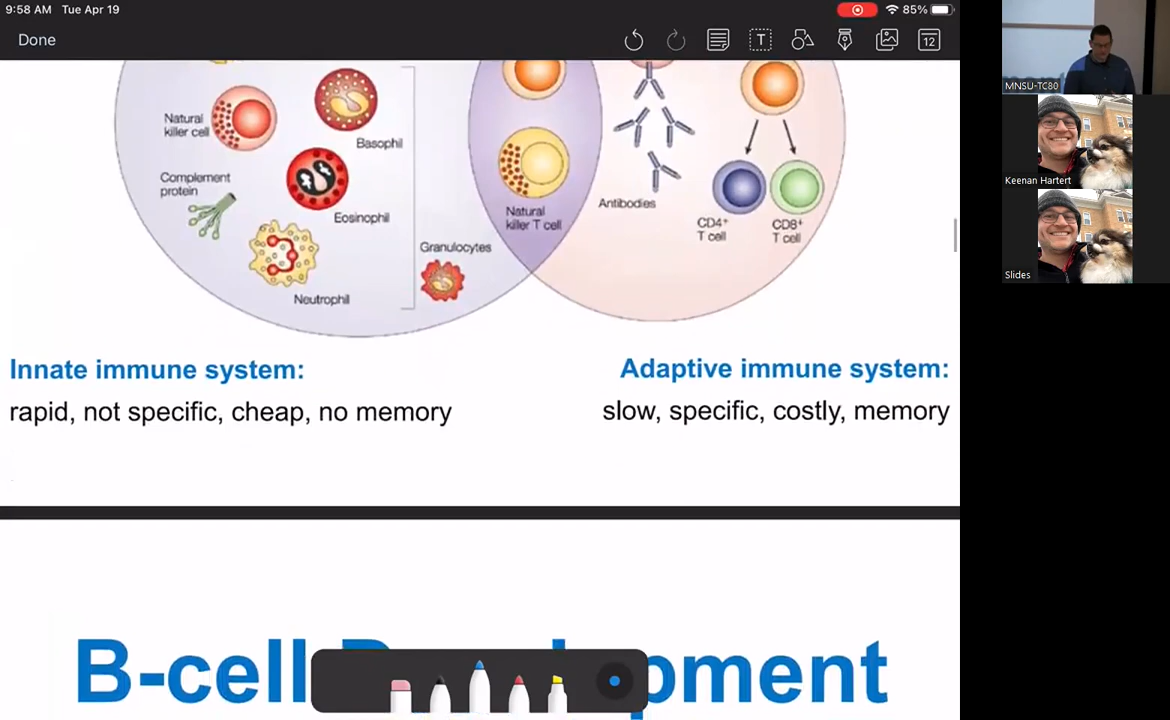 9:58 AM Tue Apr 19
85%
Done
T
12
Natural
killer cell
Basophil
Complement
protein
Eosinophil
Neutrophil
Granulocytes
Natural
killer T cell
Antibodies
CD4+
T cell
CD8+
T cell
Innate immune system:
rapid, not specific, cheap, no memory
Adaptive immune system:
slow, specific, costly, memory
B-cell pment
MNSU-TC80
Keenan Hartert
Slides